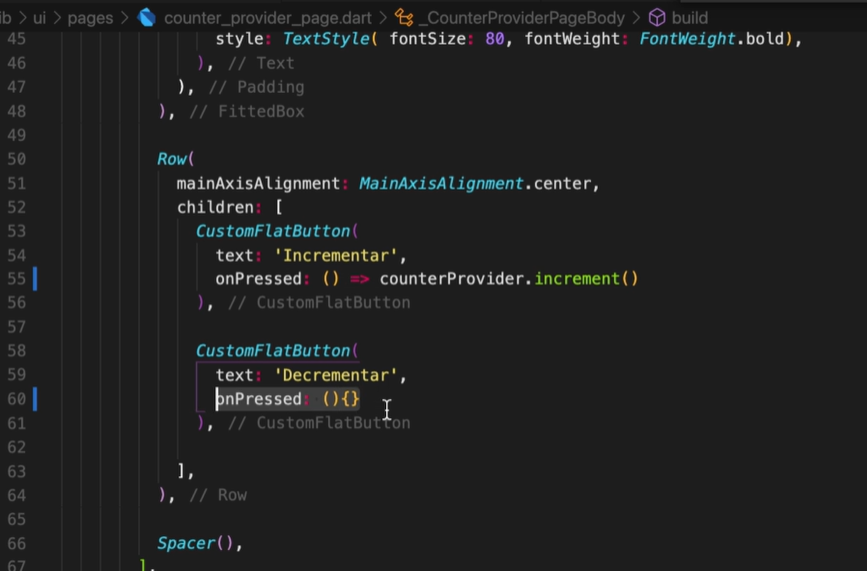 ib > ui > pages > counter_provider_page.dart > _CounterProviderPageBody > build
45 style: TextStyle( fontSize: 80, fontWeight: FontWeight.bold),
46 ), // Text
47 ), // Padding
48 ), // FittedBox
49
50 Row(
51 mainAxisAlignment: MainAxisAlignment.center,
52 children: [
53 CustomFlatButton(
54 text: 'Incrementar',
55 onPressed: () => counterProvider.increment()
56 ), // CustomFlatButton
57
58 CustomFlatButton(
59 text: 'Decrementar',
60 onPressed: (){}
61 ), // CustomFlatButton
62
63 ],
64 ), // Row
65
66 Spacer(),
67 ],